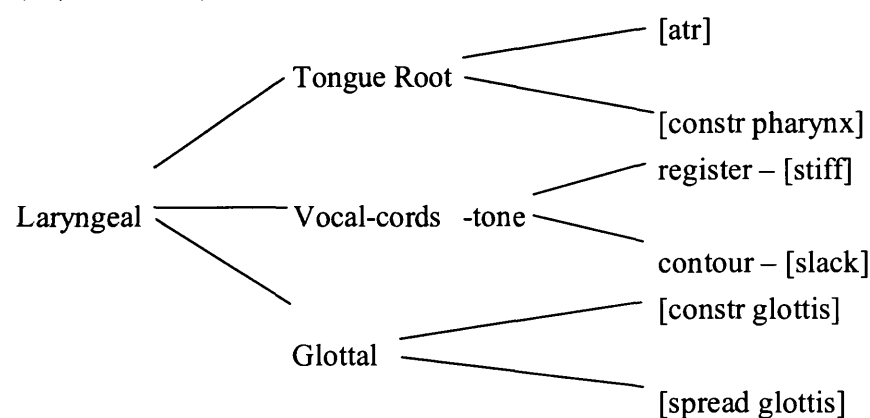 [atr]
Tongue Root
[constr pharynx]
register – [stiff]
Laryngeal Vocal-cords -tone
contour – [slack]
[constr glottis]
Glottal
[spread glottis]